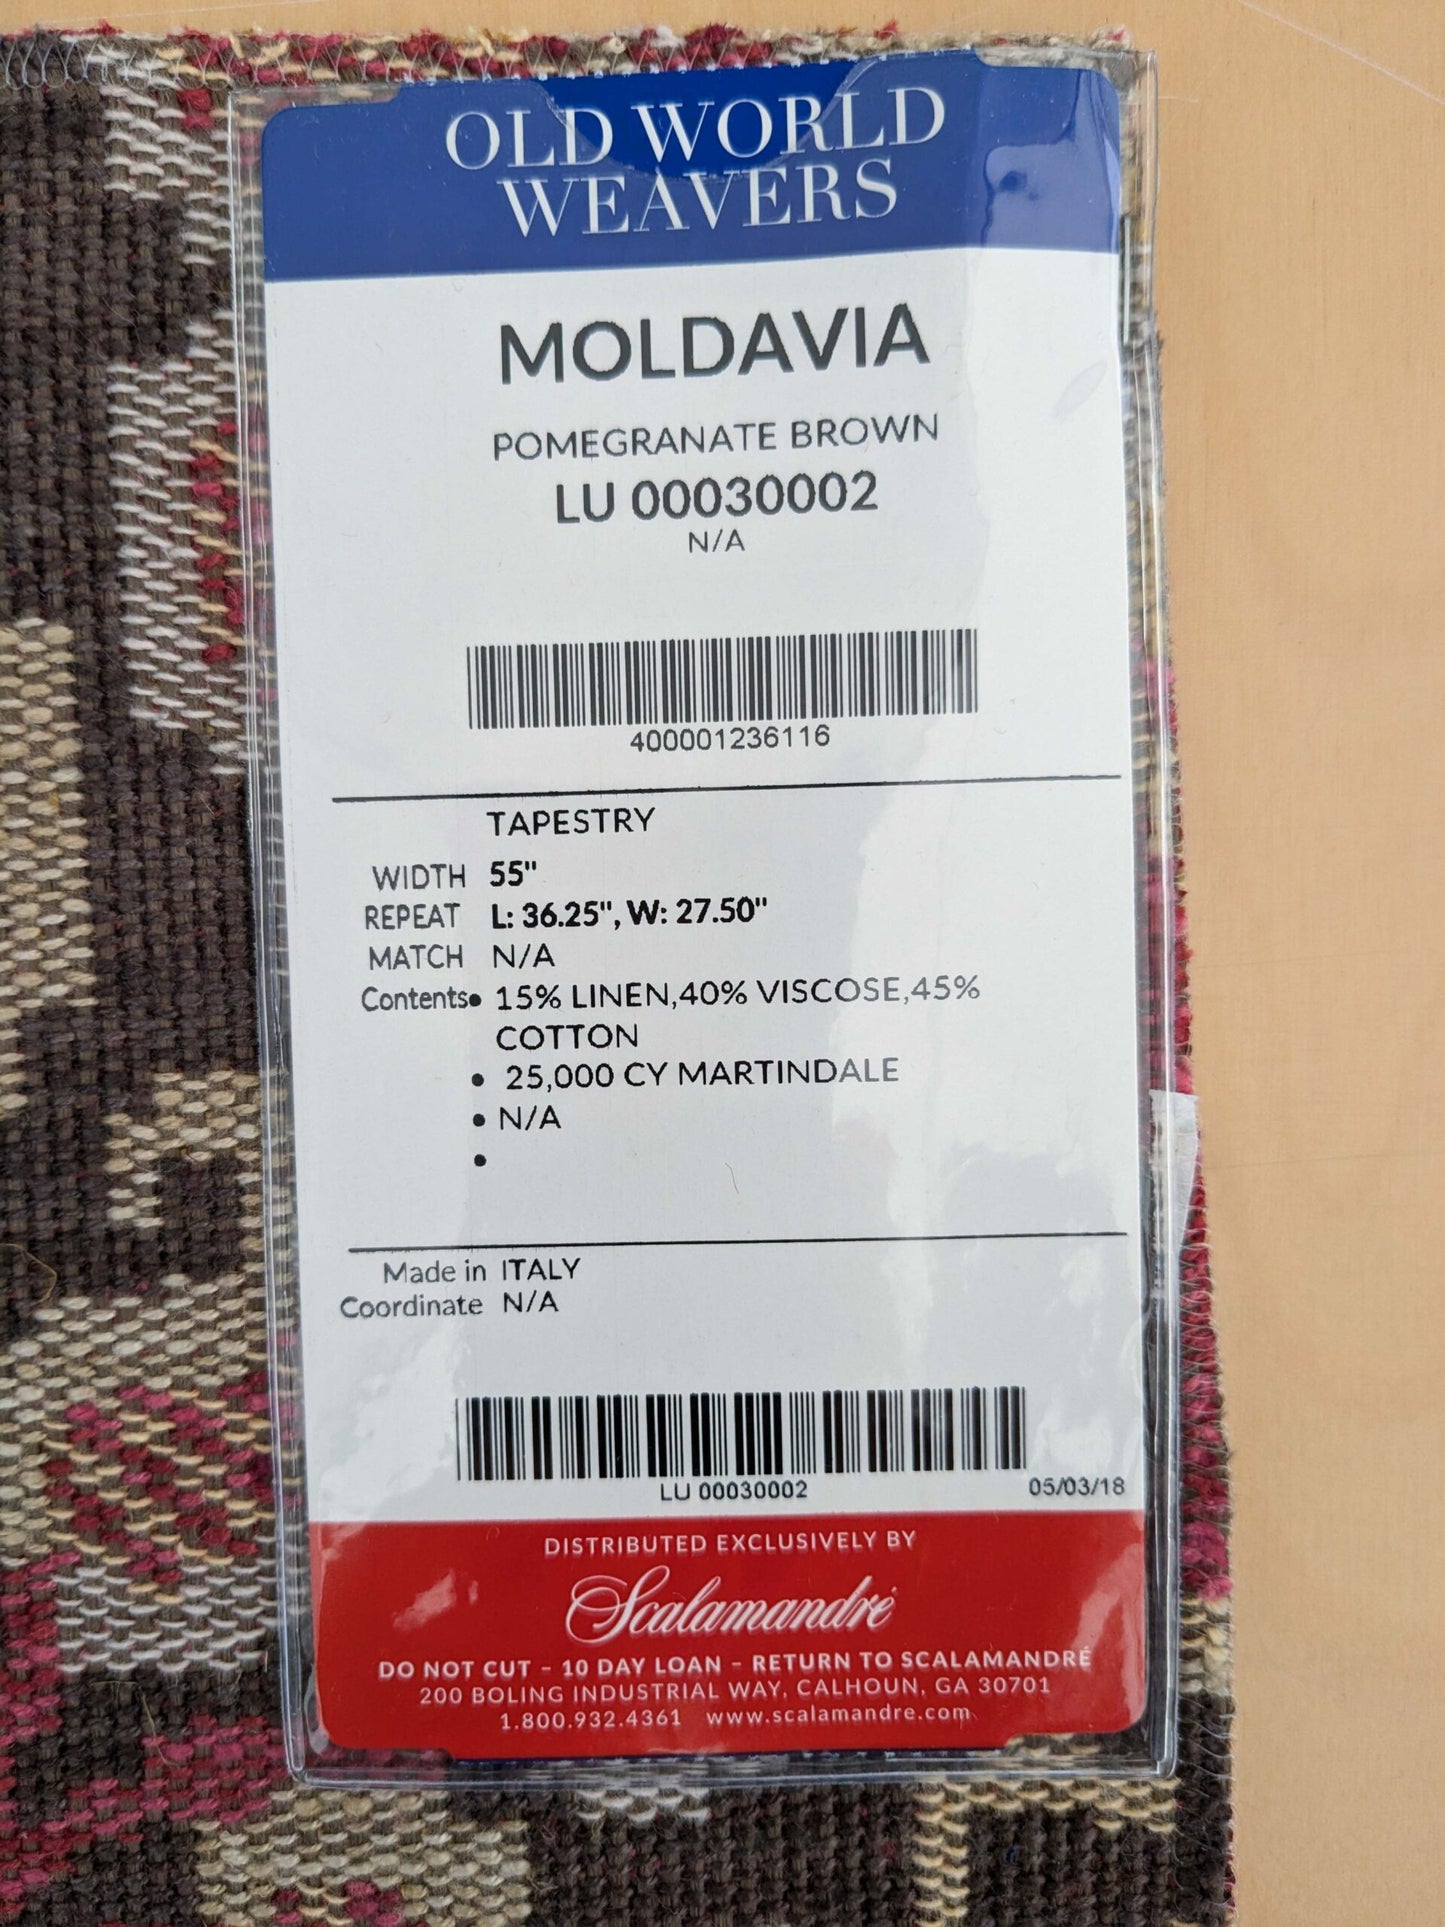 OLD WORLD
WEAVERS
MOLDAVIA
POMEGRANATE BROWN
LU 00030002
N/A
400001236116
TAPESTRY
WIDTH 55"
REPEAT L: 36.25", W: 27.50"
MATCH N/A
Contents• 15% LINEN,40% VISCOSE,45%
COTTON
• 25,000 CY MARTINDALE
• N/A
•
Made in ITALY
Coordinate N/A
LU 00030002 05/03/18
DISTRIBUTED EXCLUSIVELY BY
Scalamandré
DO NOT CUT – 10 DAY LOAN – RETURN TO SCALAMANDRÉ
200 BOLING INDUSTRIAL WAY, CALHOUN, GA 30701
1.800.932.4361 www.scalamandre.com